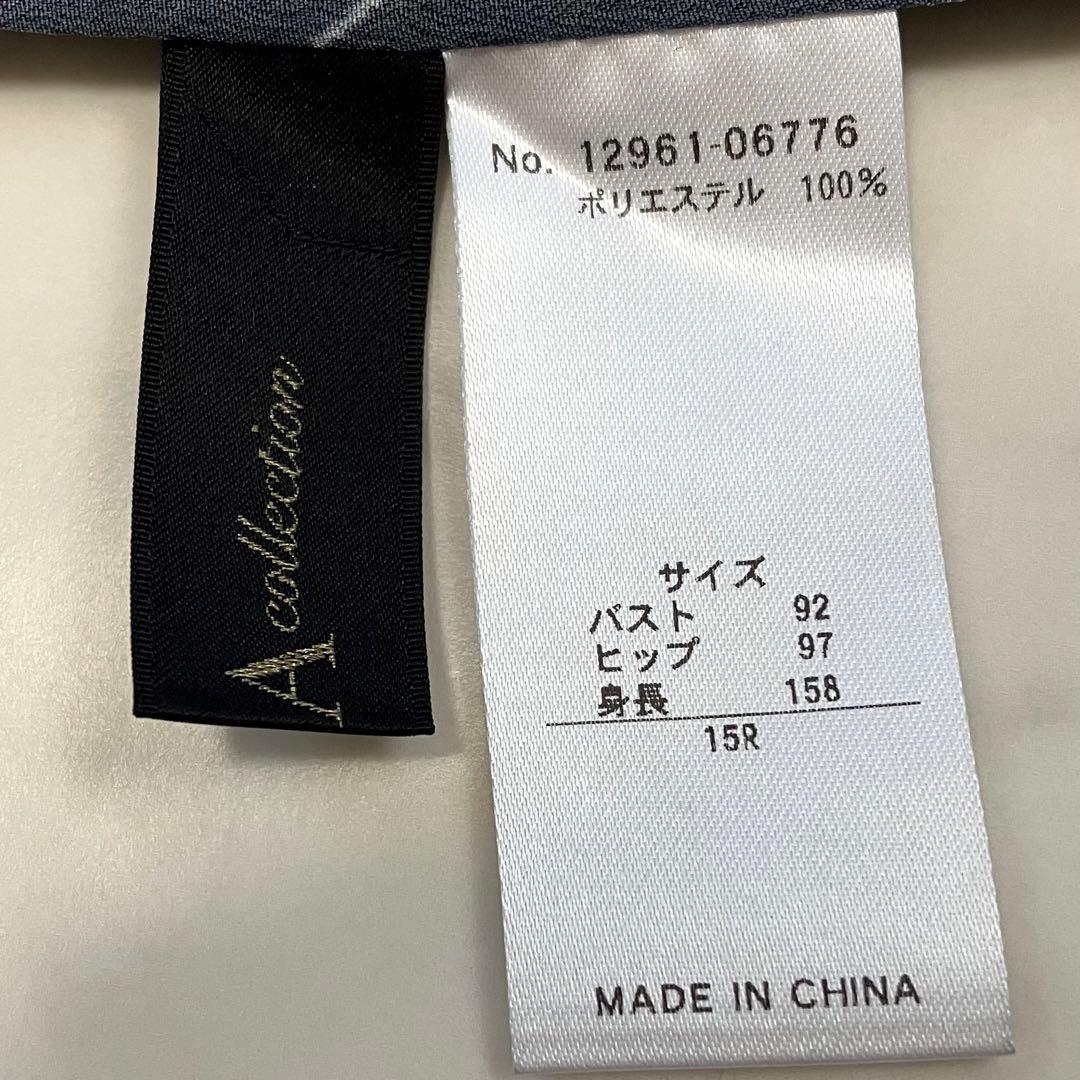 A collection
No. 12961-06776
ポリエステル 100%
サイズ
バスト 92
ヒップ 97
身長 158
15R
MADE IN CHINA